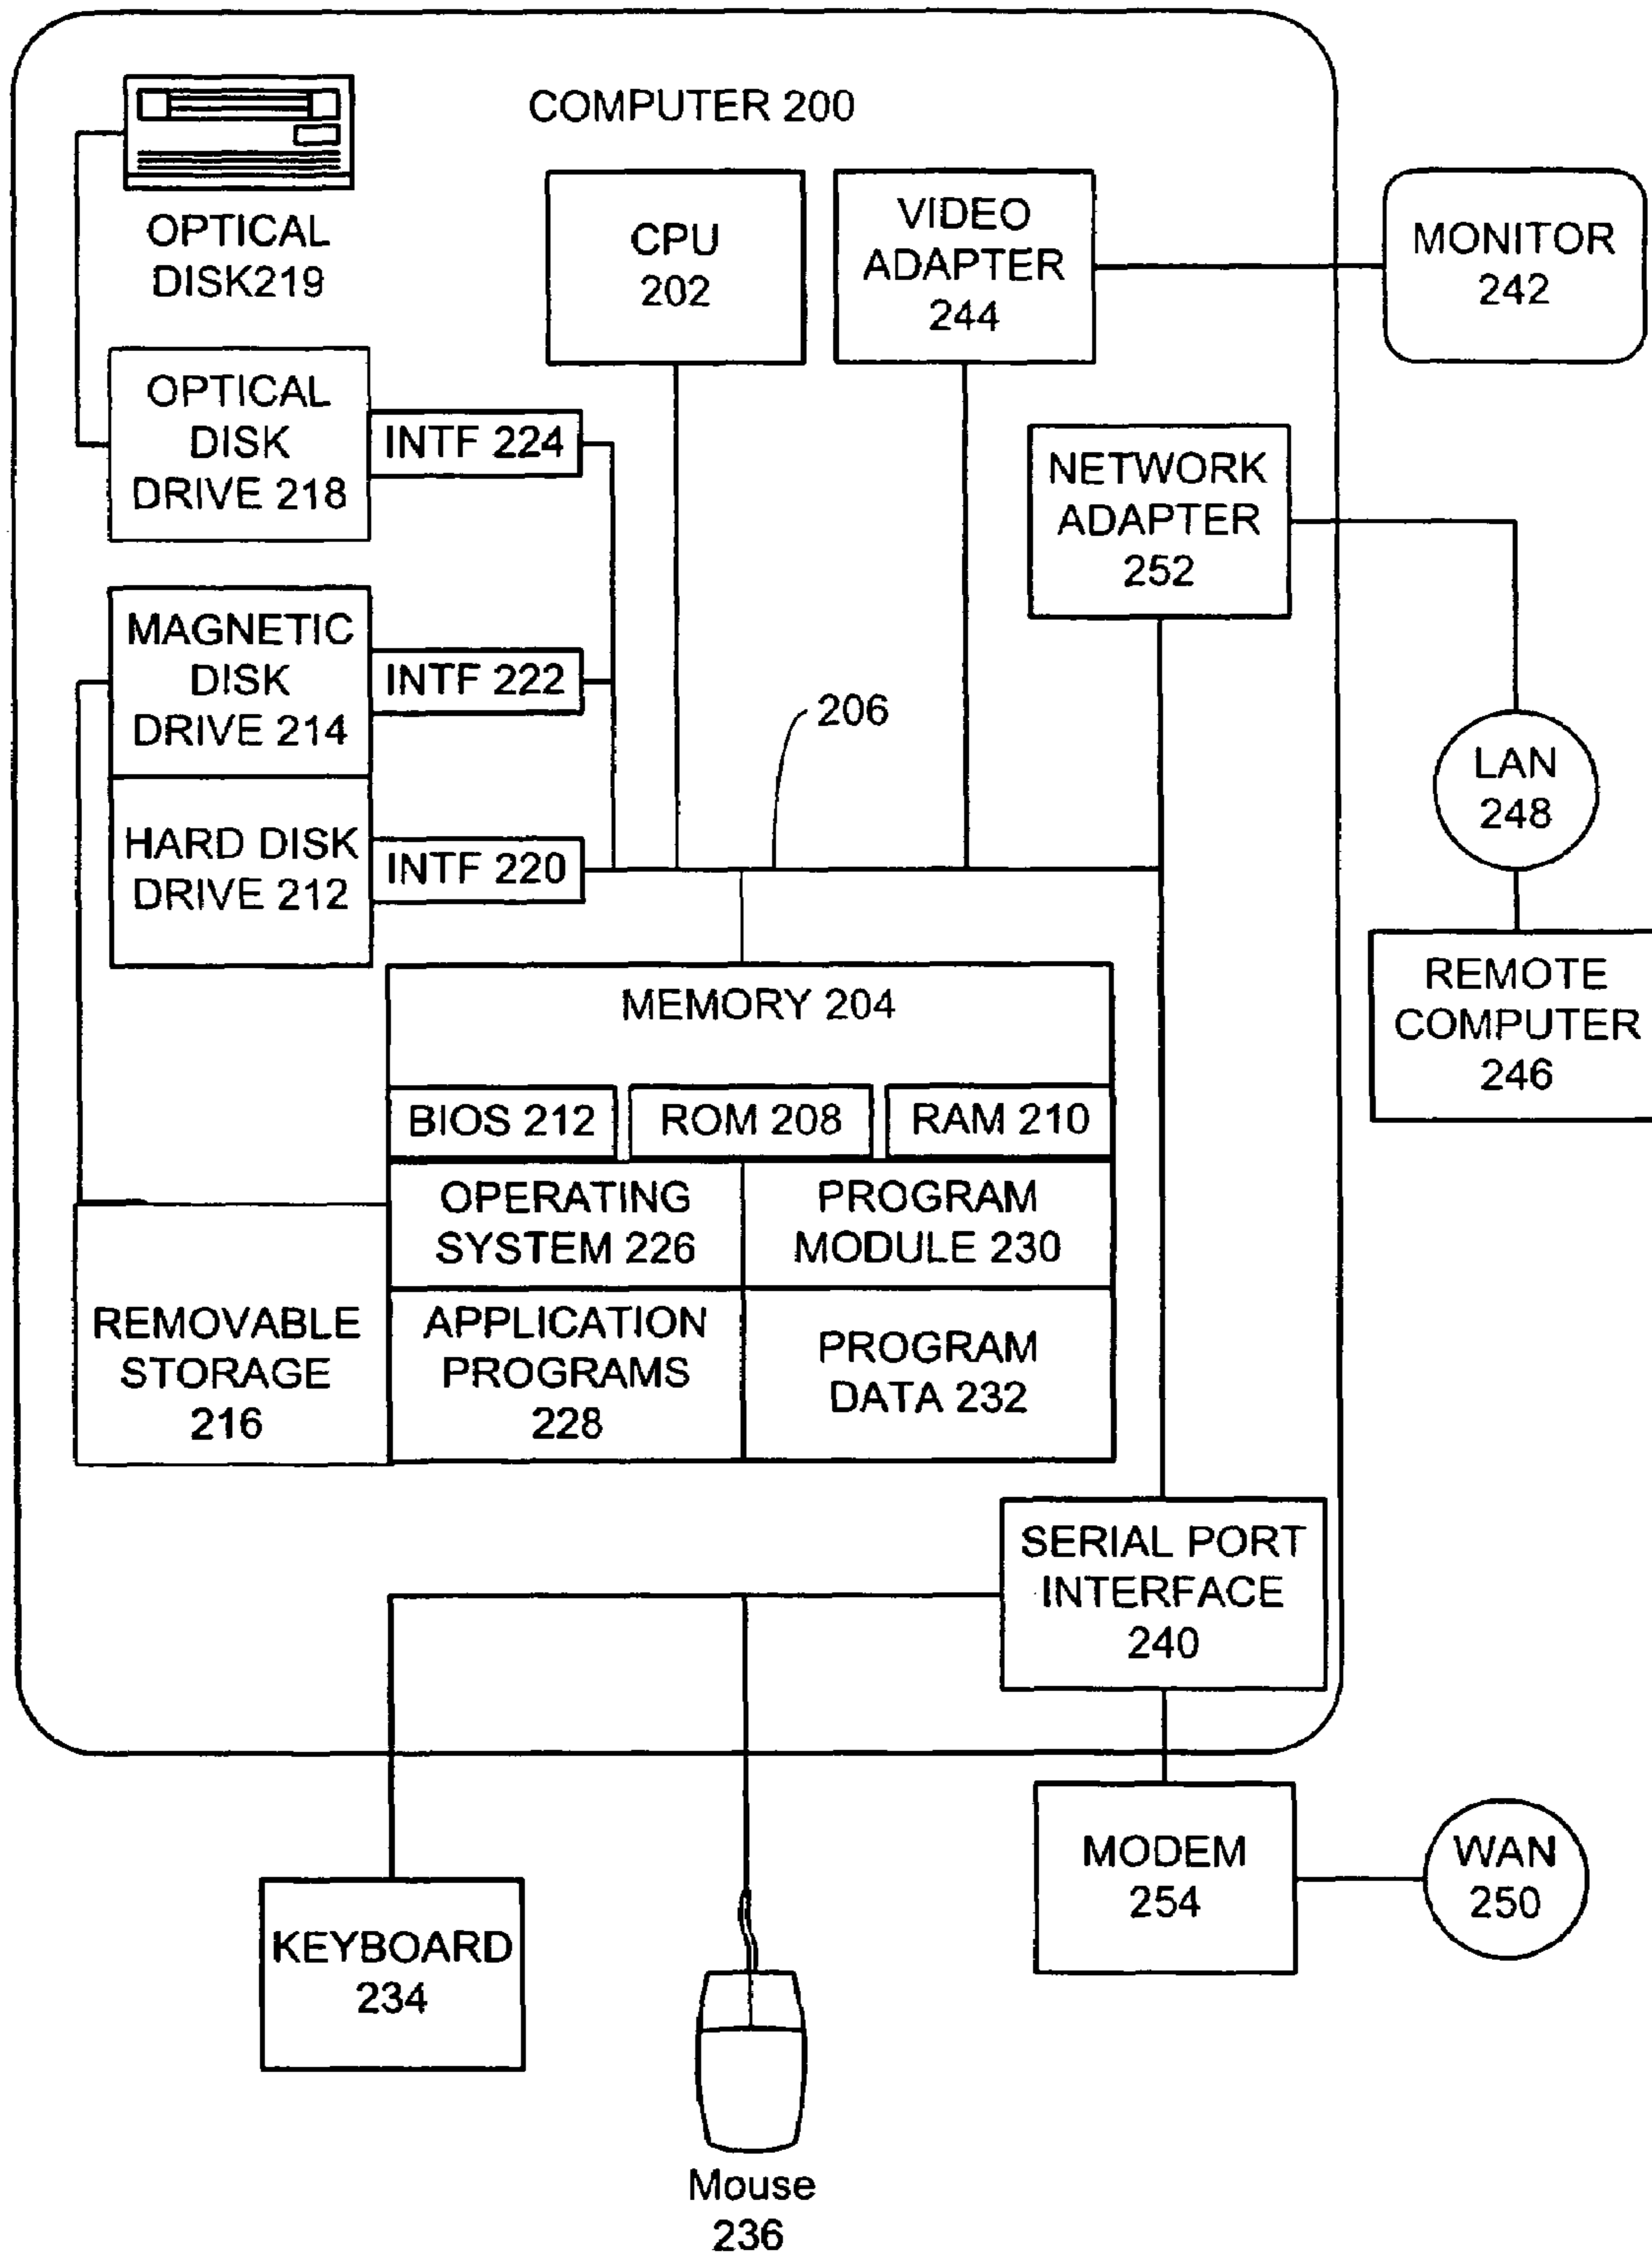 COMPUTER 200
OPTICAL
DISK219
CPU
202
VIDEO
ADAPTER
244
MONITOR
242
OPTICAL
DISK
DRIVE 218
INTF 224
NETWORK
ADAPTER
252
MAGNETIC
DISK
DRIVE 214
INTF 222
206
LAN
248
HARD DISK
DRIVE 212
INTF 220
REMOTE
COMPUTER
246
MEMORY 204
BIOS 212
ROM 208
RAM 210
OPERATING
SYSTEM 226
PROGRAM
MODULE 230
REMOVABLE
STORAGE
216
APPLICATION
PROGRAMS
228
PROGRAM
DATA 232
SERIAL PORT
INTERFACE
240
MODEM
254
WAN
250
KEYBOARD
234
Mouse
236